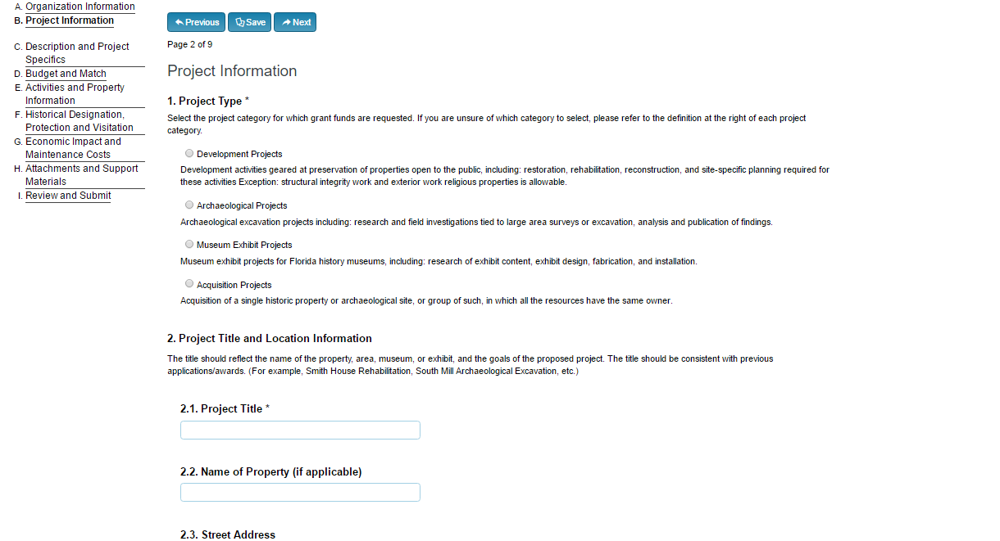 A. Organization Information
B. Project Information
C. Description and Project
Specifics
D. Budget and Match
E. Activities and Property
Information
F. Historical Designation,
Protection and Visitation
G. Economic Impact and
Maintenance Costs
H. Attachments and Support
Materials
I. Review and Submit
Previous Save Next
Page 2 of 9
Project Information
1. Project Type *
Select the project category for which grant funds are requested. If you are unsure of which category to select, please refer to the definition at the right of each project
category.
Development Projects
Development activities geared at preservation of properties open to the public, including: restoration, rehabilitation, reconstruction, and site-specific planning required for
these activities Exception: structural integrity work and exterior work religious properties is allowable.
Archaeological Projects
Archaeological excavation projects including: research and field investigations tied to large area surveys or excavation, analysis and publication of findings.
Museum Exhibit Projects
Museum exhibit projects for Florida history museums, including: research of exhibit content, exhibit design, fabrication, and installation.
Acquisition Projects
Acquisition of a single historic property or archaeological site, or group of such, in which all the resources have the same owner.
2. Project Title and Location Information
The title should reflect the name of the property, area, museum, or exhibit, and the goals of the proposed project. The title should be consistent with previous
applications/awards. (For example, Smith House Rehabilitation, South Mill Archaeological Excavation, etc.)
2.1. Project Title *
2.2. Name of Property (if applicable)
2.3. Street Address